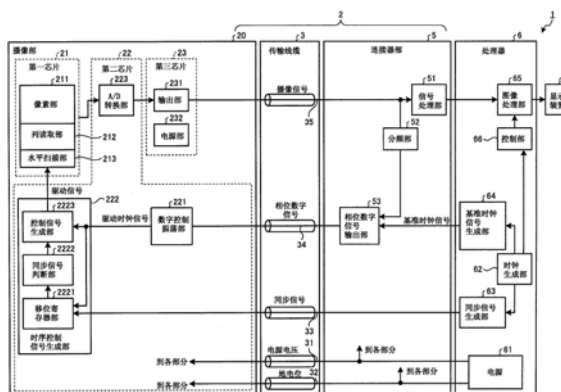 1
2
20
3
5
6
摄像部
传输线缆
连接器部
处理器
21
第一芯片
22
第二芯片
23
第三芯片
211
像素部
列读取部
212
水平扫描部
213
223
A/D
转换部
231
输出部
232
电源部
摄像信号
35
51
信号
处理部
52
分频部
65
图像
处理部
66
控制部
显示
驱动信号
222
2223
控制信号
生成部
2222
同步信号
判断部
2221
移位寄
存器部
时序控制
信号生成部
驱动时钟信号
221
数字控制
振荡部
相位数字
信号
34
53
相位数字
信号
输出部
基准时钟信号
64
基准时钟
信号
生成部
62
时钟
生成部
63
同步信号
生成部
同步信号
33
电源电压
31
地电位
32
到各部分
到各部分
到各部分
到各部分
61
电源